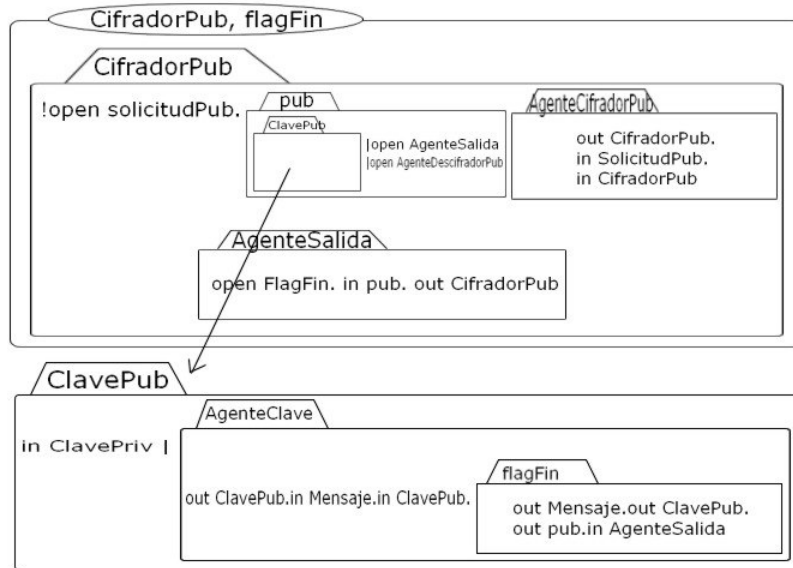 CifradorPub, flagFin
CifradorPub
!open solicitudPub.
pub
ClavePub
|open AgenteSalida
|open AgenteDescifradorPub
AgenteCifradorPub
out CifradorPub.
in SolicitudPub.
in CifradorPub
AgenteSalida
open FlagFin. in pub. out CifradorPub
ClavePub
in ClavePriv |
AgenteClave
out ClavePub.in Mensaje.in ClavePub.
flagFin
out Mensaje.out ClavePub.
out pub.in AgenteSalida